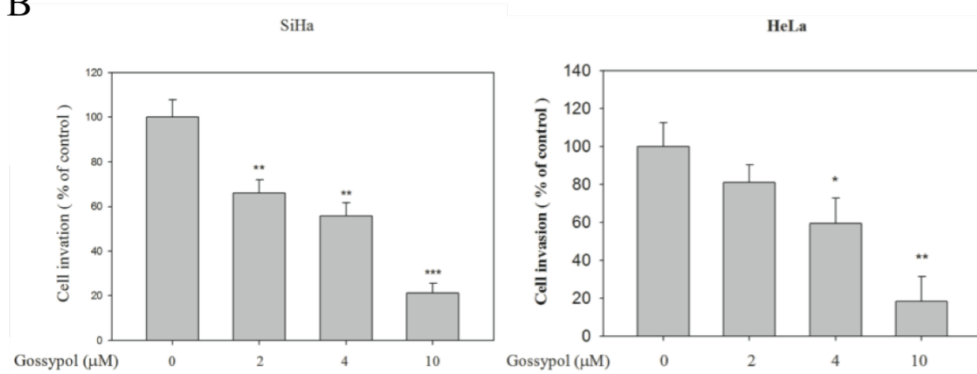 B
SiHa
HeLa
120
100
80
60
40
20
0
Cell invation ( % of control )
**
**
***
Gossypol (μM) 0 2 4 10
140
120
100
80
60
40
20
0
Cell invasion ( % of control )
*
**
Gossypol (μM) 0 2 4 10